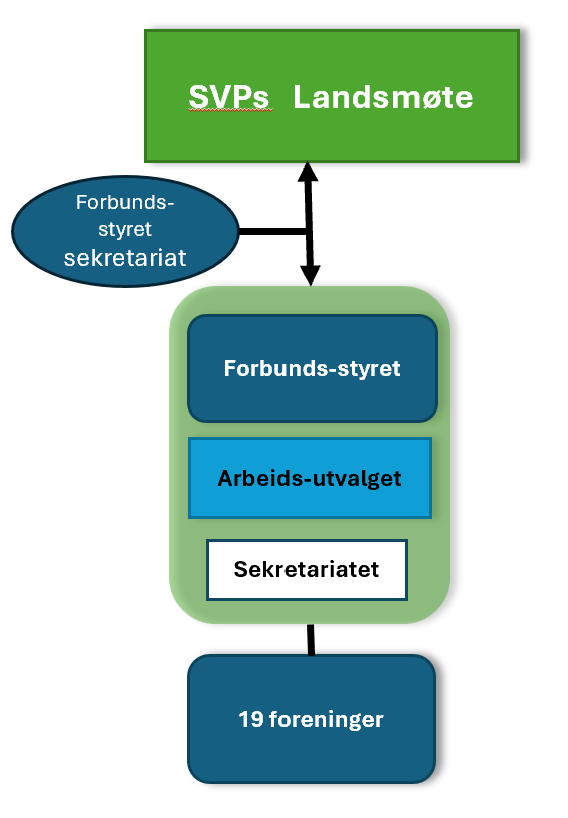 SVPs Landsmøte
Forbunds-
styret
sekretariat
Forbunds-styret
Arbeids-utvalget
Sekretariatet
19 foreninger